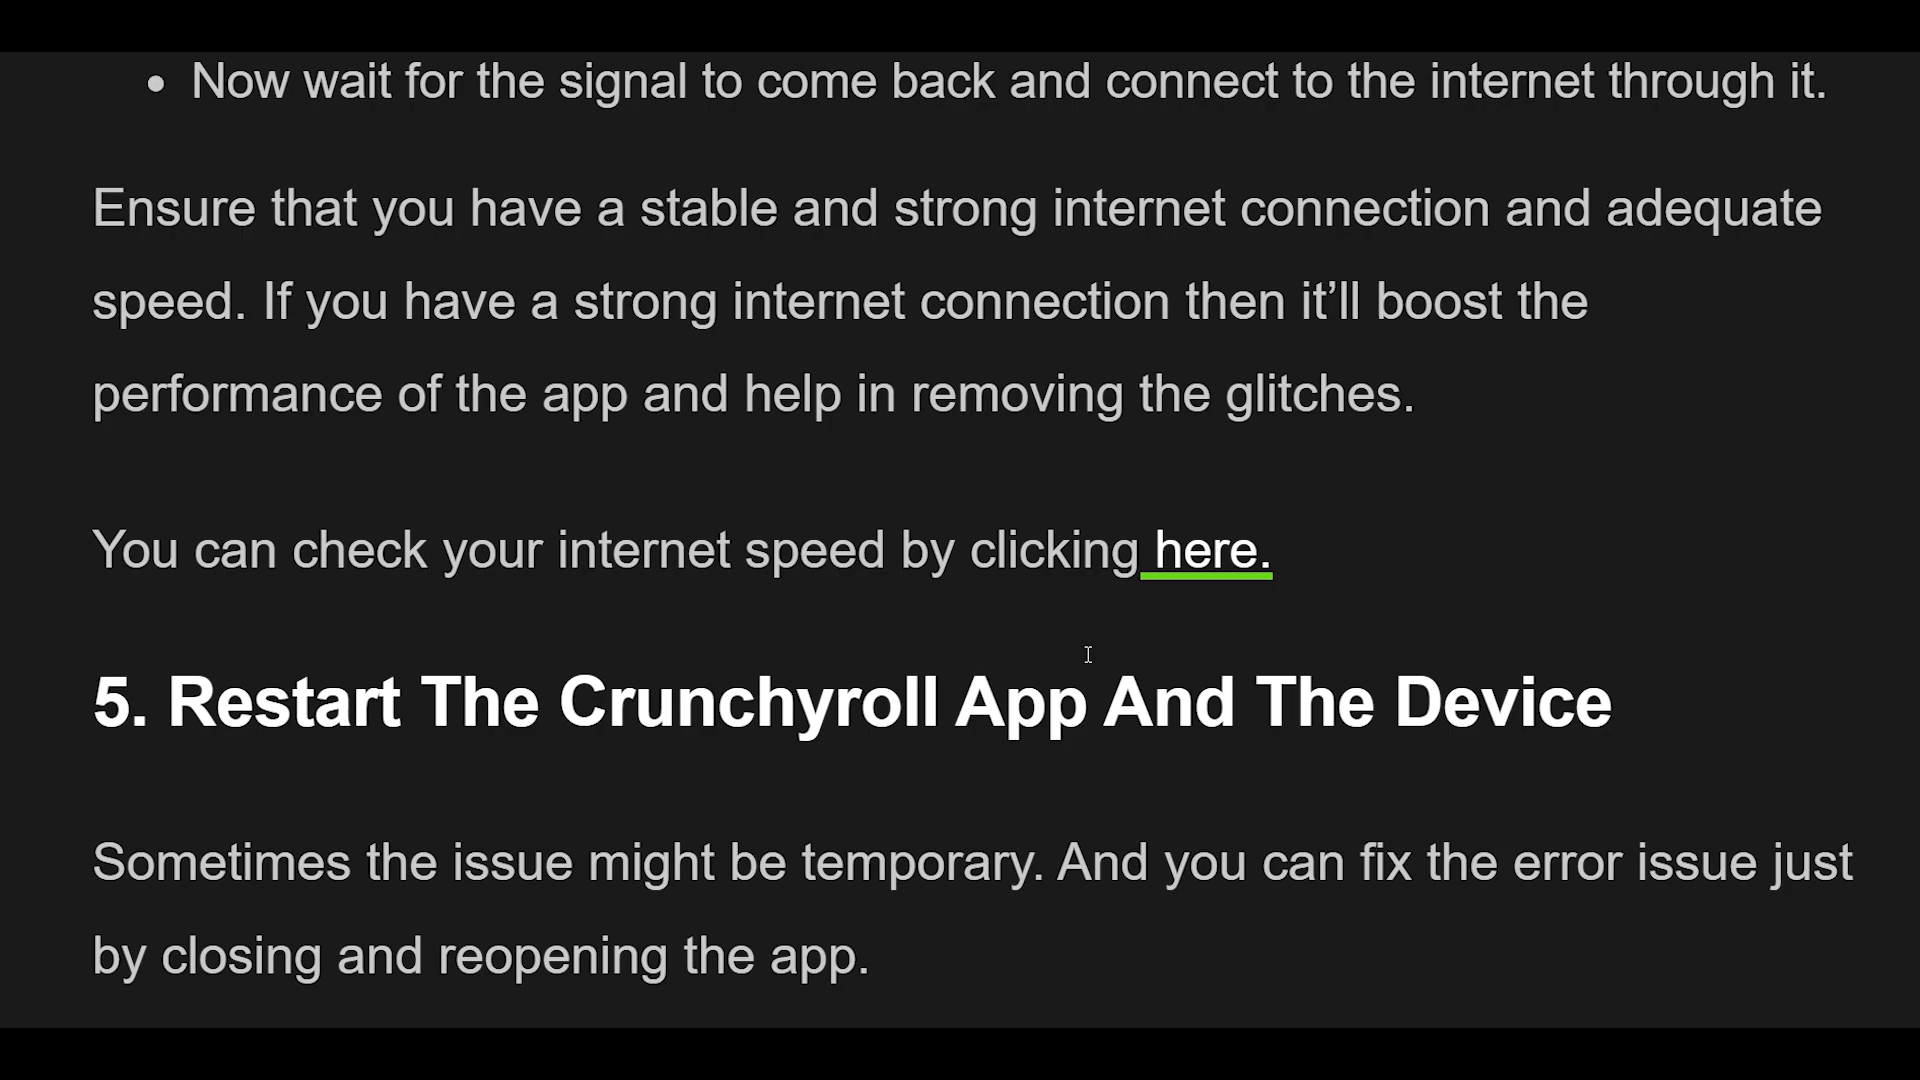 • Now wait for the signal to come back and connect to the internet through it.
Ensure that you have a stable and strong internet connection and adequate
speed. If you have a strong internet connection then it’ll boost the
performance of the app and help in removing the glitches.
You can check your internet speed by clicking here.
5. Restart The Crunchyroll App And The Device
Sometimes the issue might be temporary. And you can fix the error issue just
by closing and reopening the app.